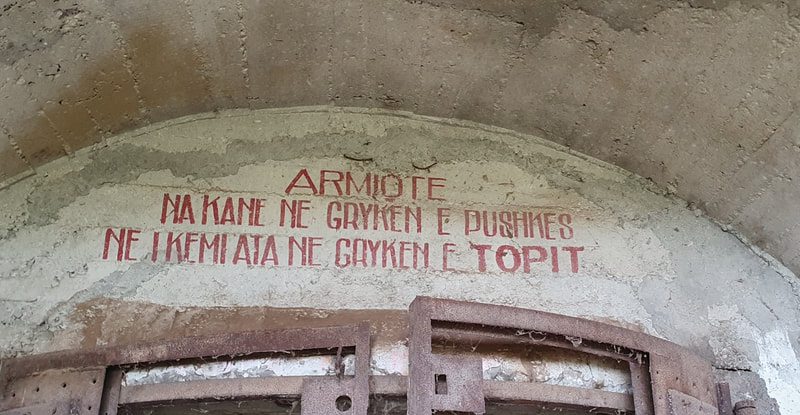 ARMIQTE
NA KANE NE GRYKEN E PUSHKES
NE I KEMI ATA NE GRYKEN E TOPIT